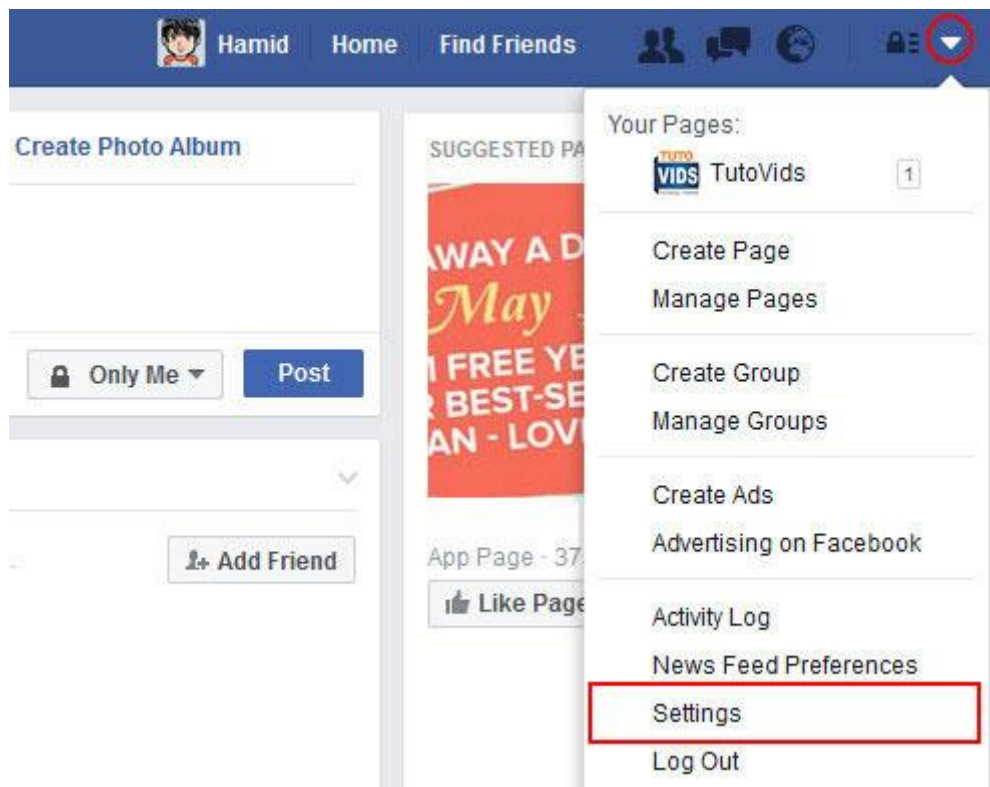 Hamid Home Find Friends
Create Photo Album
Only Me Post
Add Friend
SUGGESTED PA
AWAY A D
May
FREE YE
BEST-SE
AN - LOV
App Page - 37
Like Page
Your Pages:
TUTO
VIDS TutoVids 1
Create Page
Manage Pages
Create Group
Manage Groups
Create Ads
Advertising on Facebook
Activity Log
News Feed Preferences
Settings
Log Out